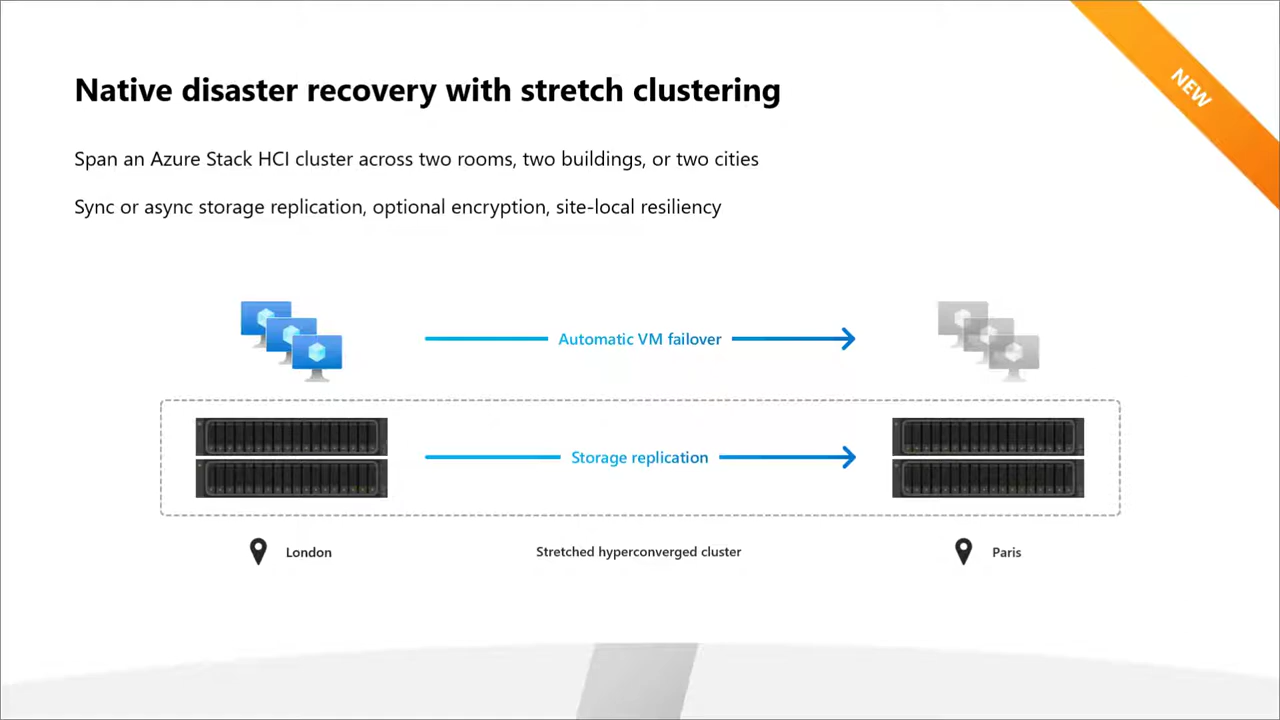 NEW
Native disaster recovery with stretch clustering
Span an Azure Stack HCI cluster across two rooms, two buildings, or two cities
Sync or async storage replication, optional encryption, site-local resiliency
Automatic VM failover
Storage replication
London
Stretched hyperconverged cluster
Paris